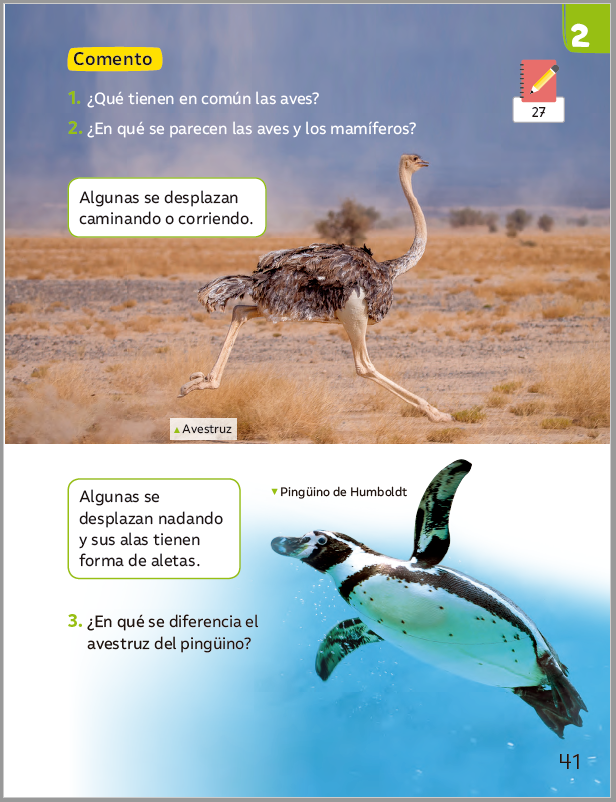 2
Comento
27
1. ¿Qué tienen en común las aves?
2. ¿En qué se parecen las aves y los mamíferos?
Algunas se desplazan
caminando o corriendo.
▲ Avestruz
Algunas se
desplazan nadando
y sus alas tienen
forma de aletas.
▼ Pingüino de Humboldt
3. ¿En qué se diferencia el
avestruz del pingüino?
41